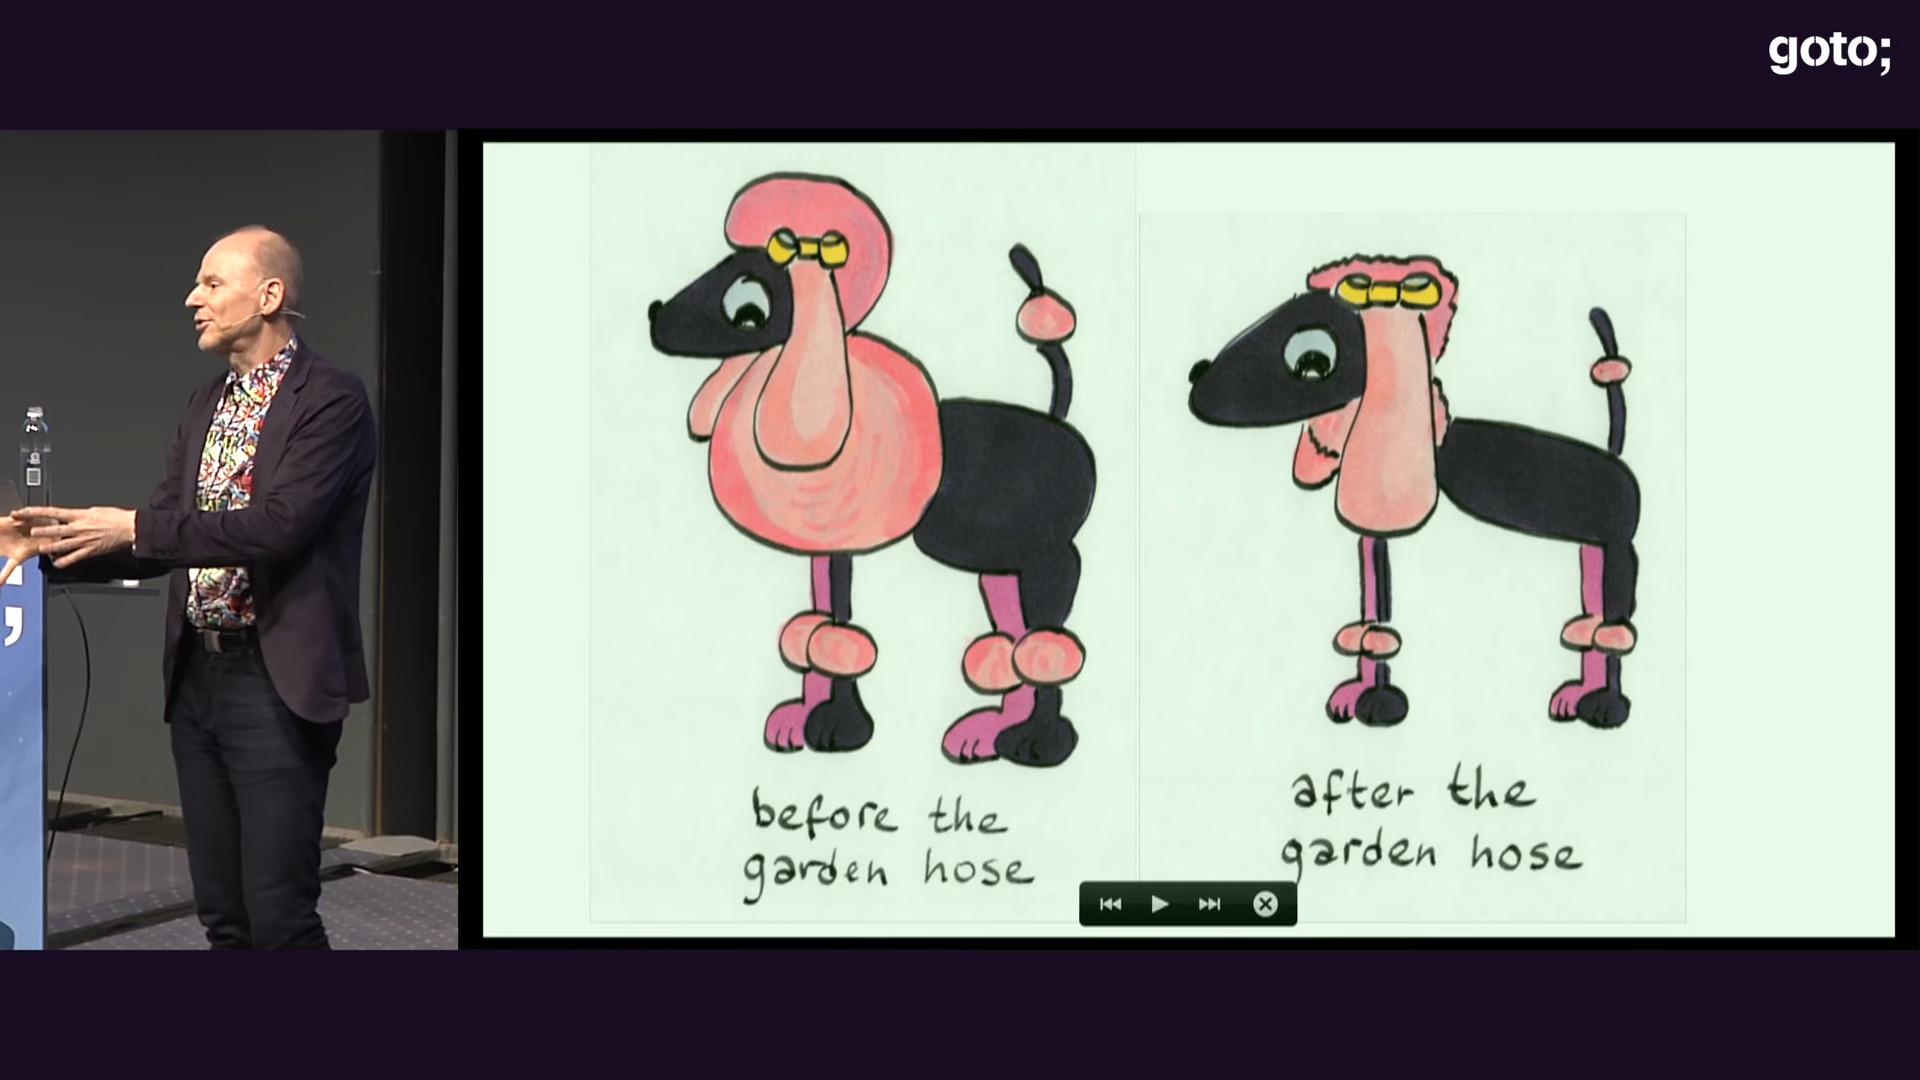 goto;
before the
garden hose
after the
garden hose
;